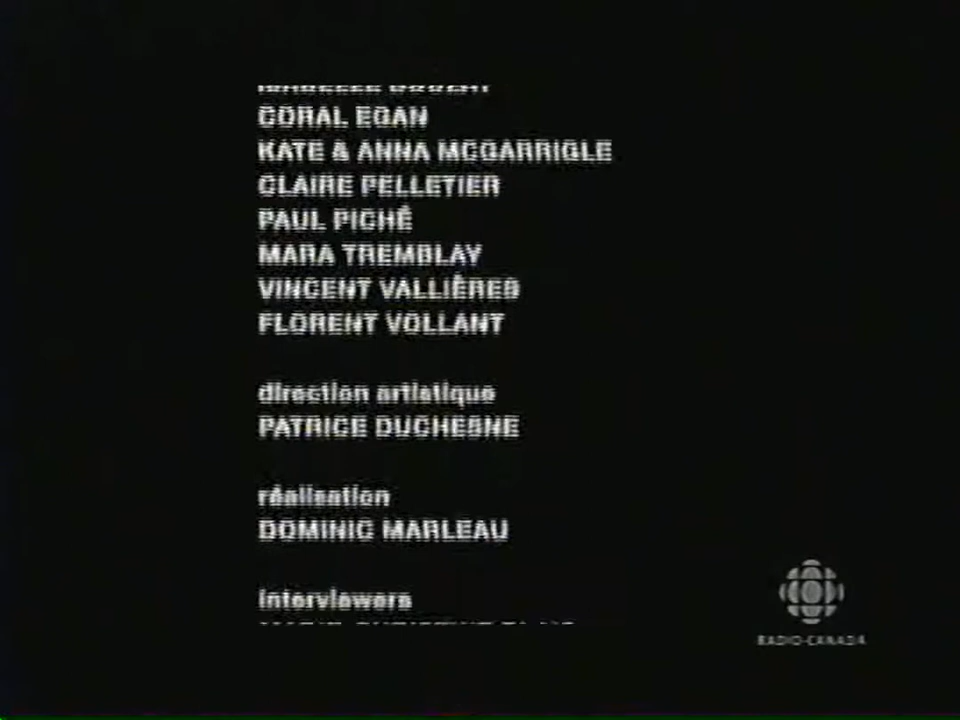 CORAL EGAN
KATE & ANNA MCGARRIGLE
CLAIRE PELLETIER
PAUL PICHÉ
MARA TREMBLAY
VINCENT VALLIÈRES
FLORENT VOLLANT
direction artistique
PATRICE DUCHESNE
réalisation
DOMINIC MARLEAU
interviewers
RADIO-CANADA